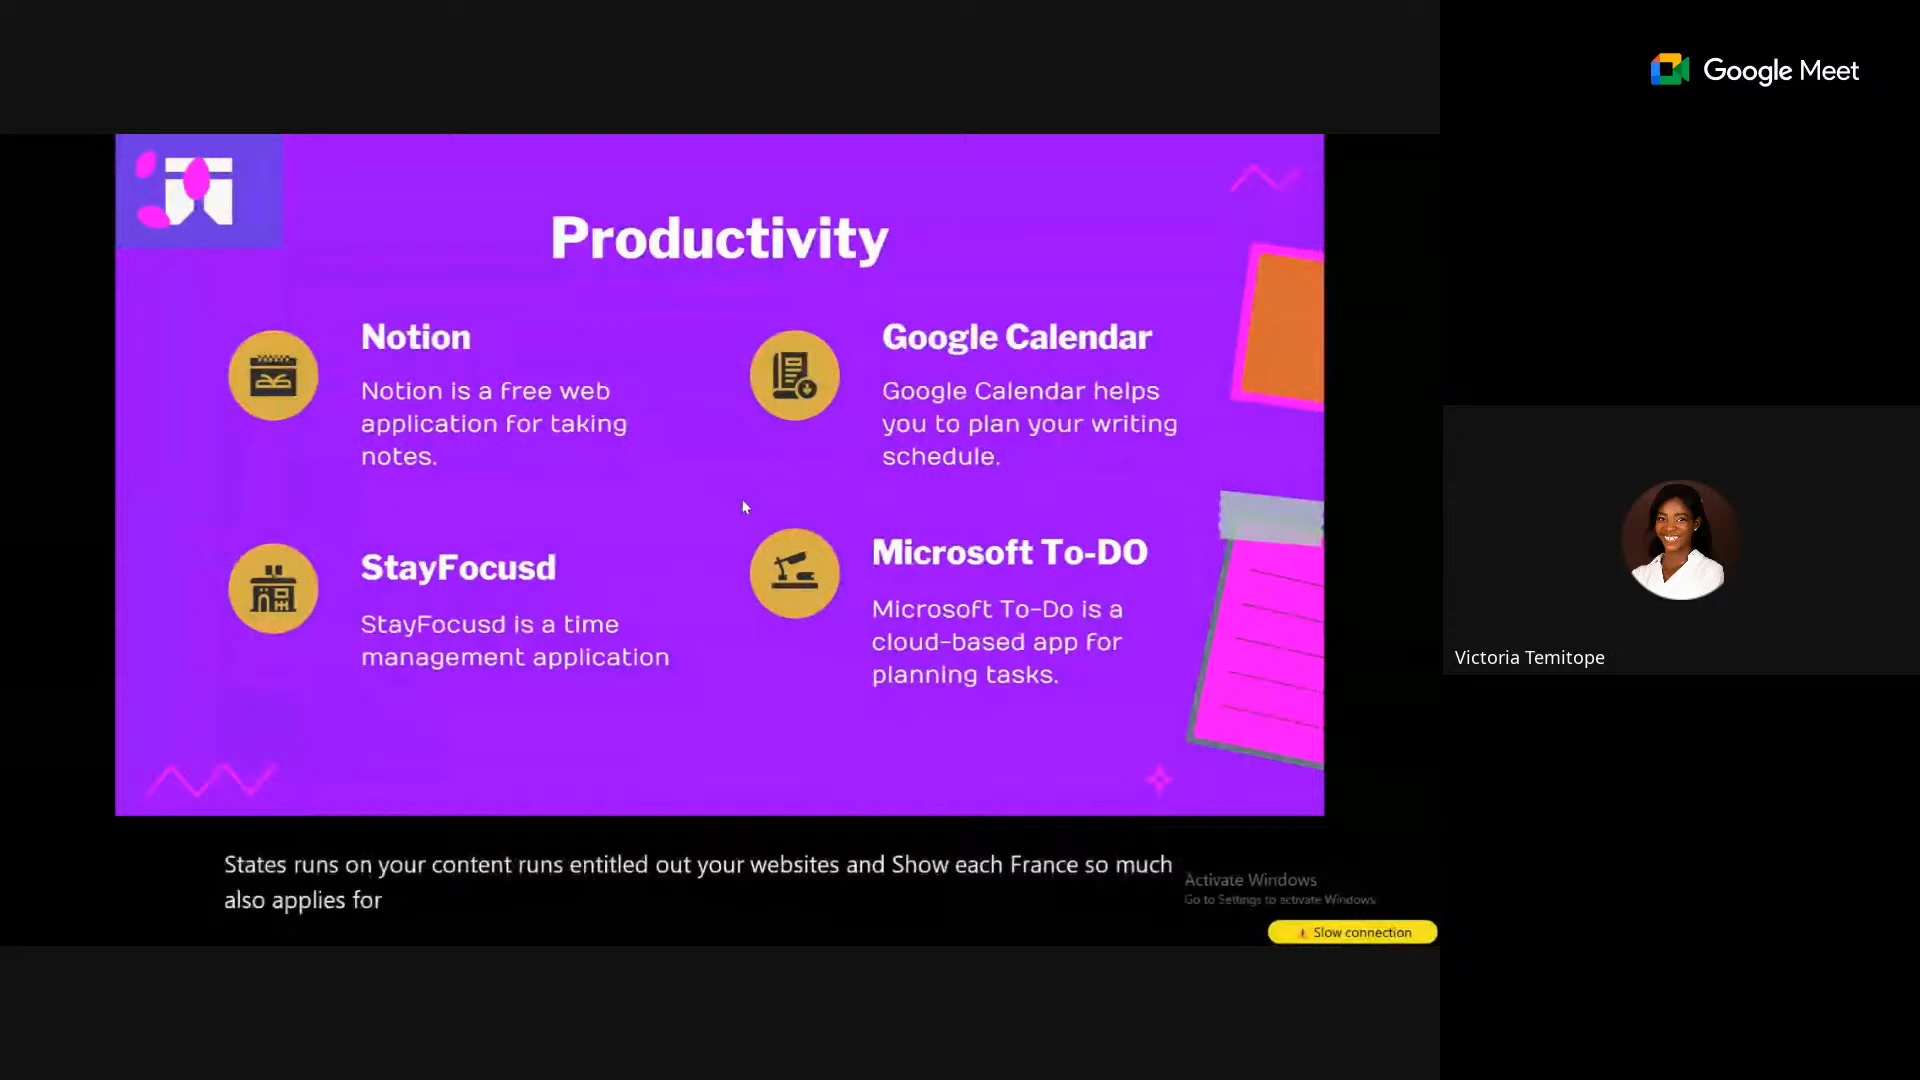 Google Meet
Productivity
Notion
Notion is a free web
application for taking
notes.
Google Calendar
Google Calendar helps
you to plan your writing
schedule.
StayFocusd
StayFocusd is a time
management application
Microsoft To-DO
Microsoft To-Do is a
cloud-based app for
planning tasks.
Victoria Temitope
States runs on your content runs entitled out your websites and Show each France so much
also applies for
Activate Windows
Go to Settings to activate Windows.
Slow connection